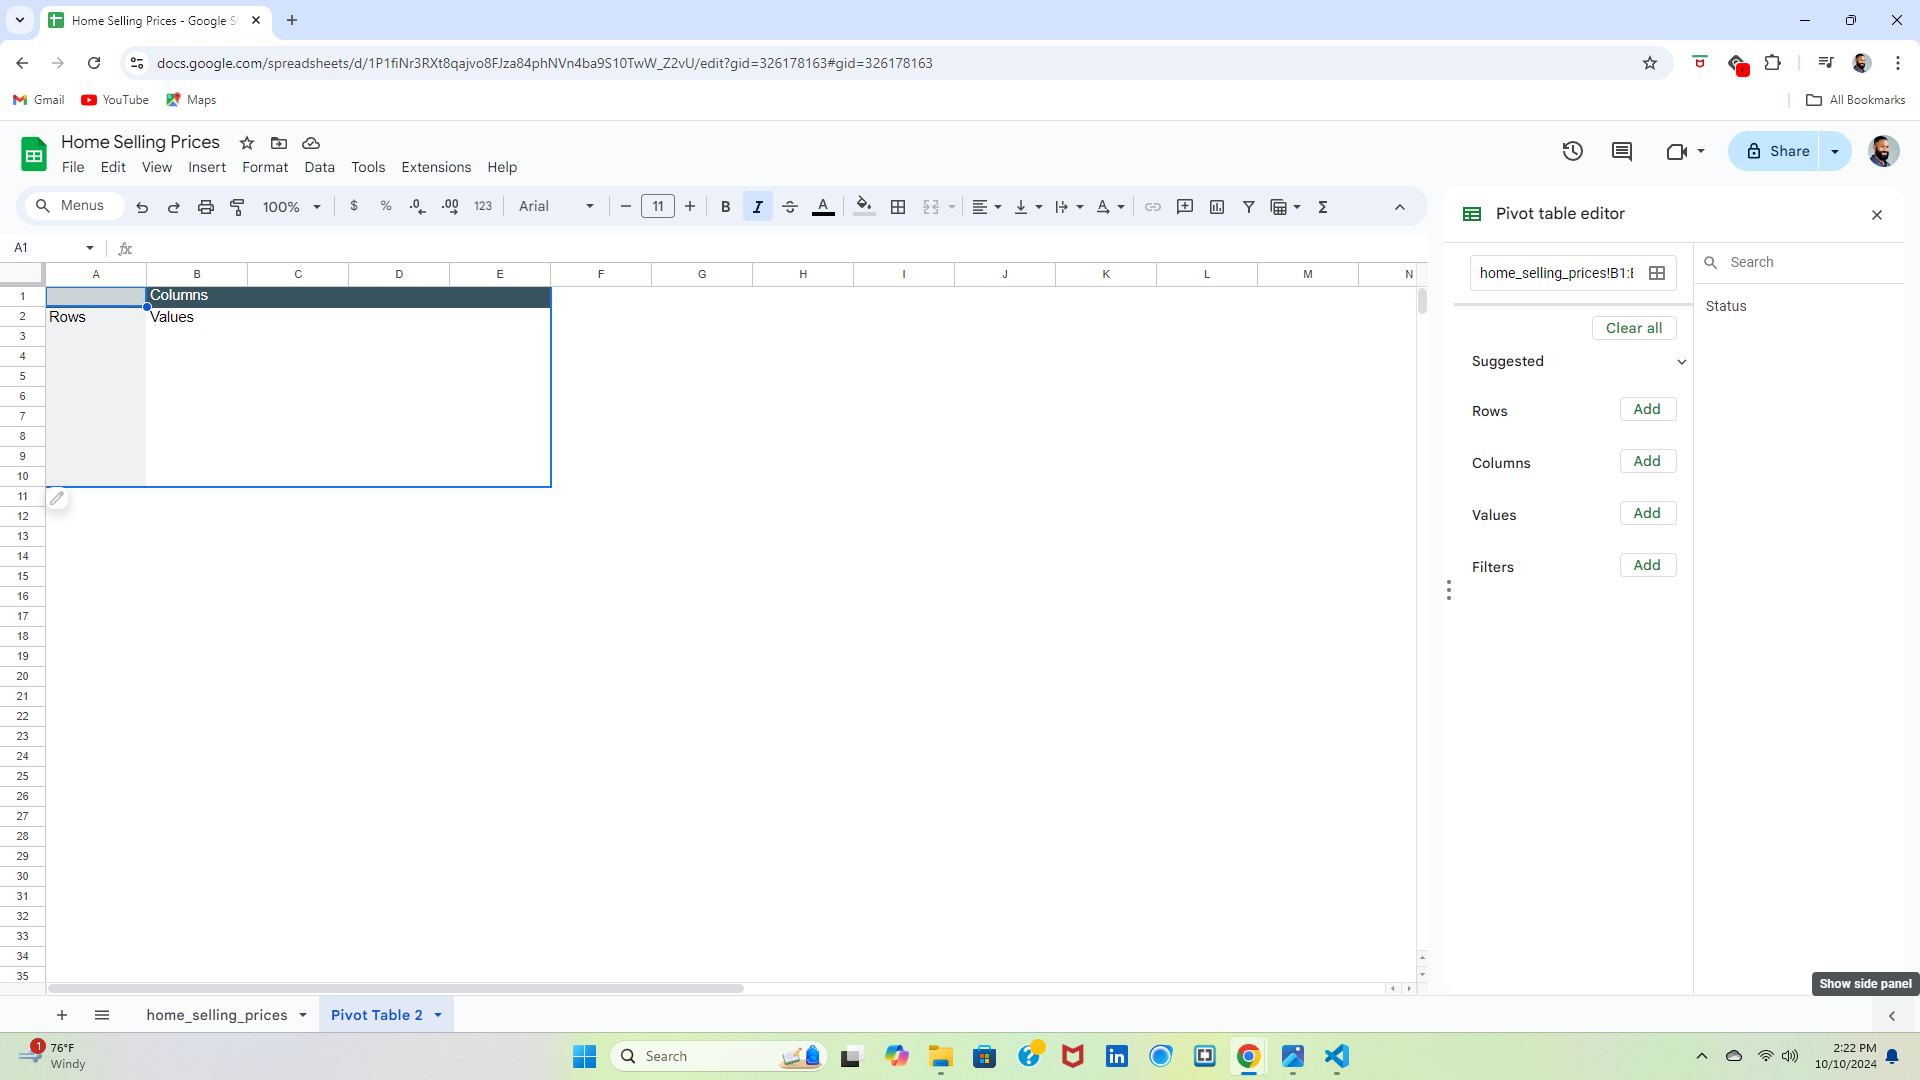 Home Selling Prices - Google S
docs.google.com/spreadsheets/d/1P1fiNr3RXt8qajvo8FJza84phNVn4ba9S10TwW_Z2vU/edit?gid=326178163#gid=326178163
Gmail YouTube Maps All Bookmarks
Home Selling Prices
File Edit View Insert Format Data Tools Extensions Help
Share
Menus 100% $ % .0 .00 123 Arial 11 B I A
Pivot table editor
A1 fx
home_selling_prices!B1:E
Search
A B C D E F G H I J K L M N
1 Columns
2 Rows Values
3
4
5
6
7
8
9
10
11
12
13
14
15
16
17
18
19
20
21
22
23
24
25
26
27
28
29
30
31
32
33
34
35
Status
Clear all
Suggested
Rows Add
Columns Add
Values Add
Filters Add
Show side panel
home_selling_prices Pivot Table 2
1 76°F
Windy
Search
2:22 PM
10/10/2024